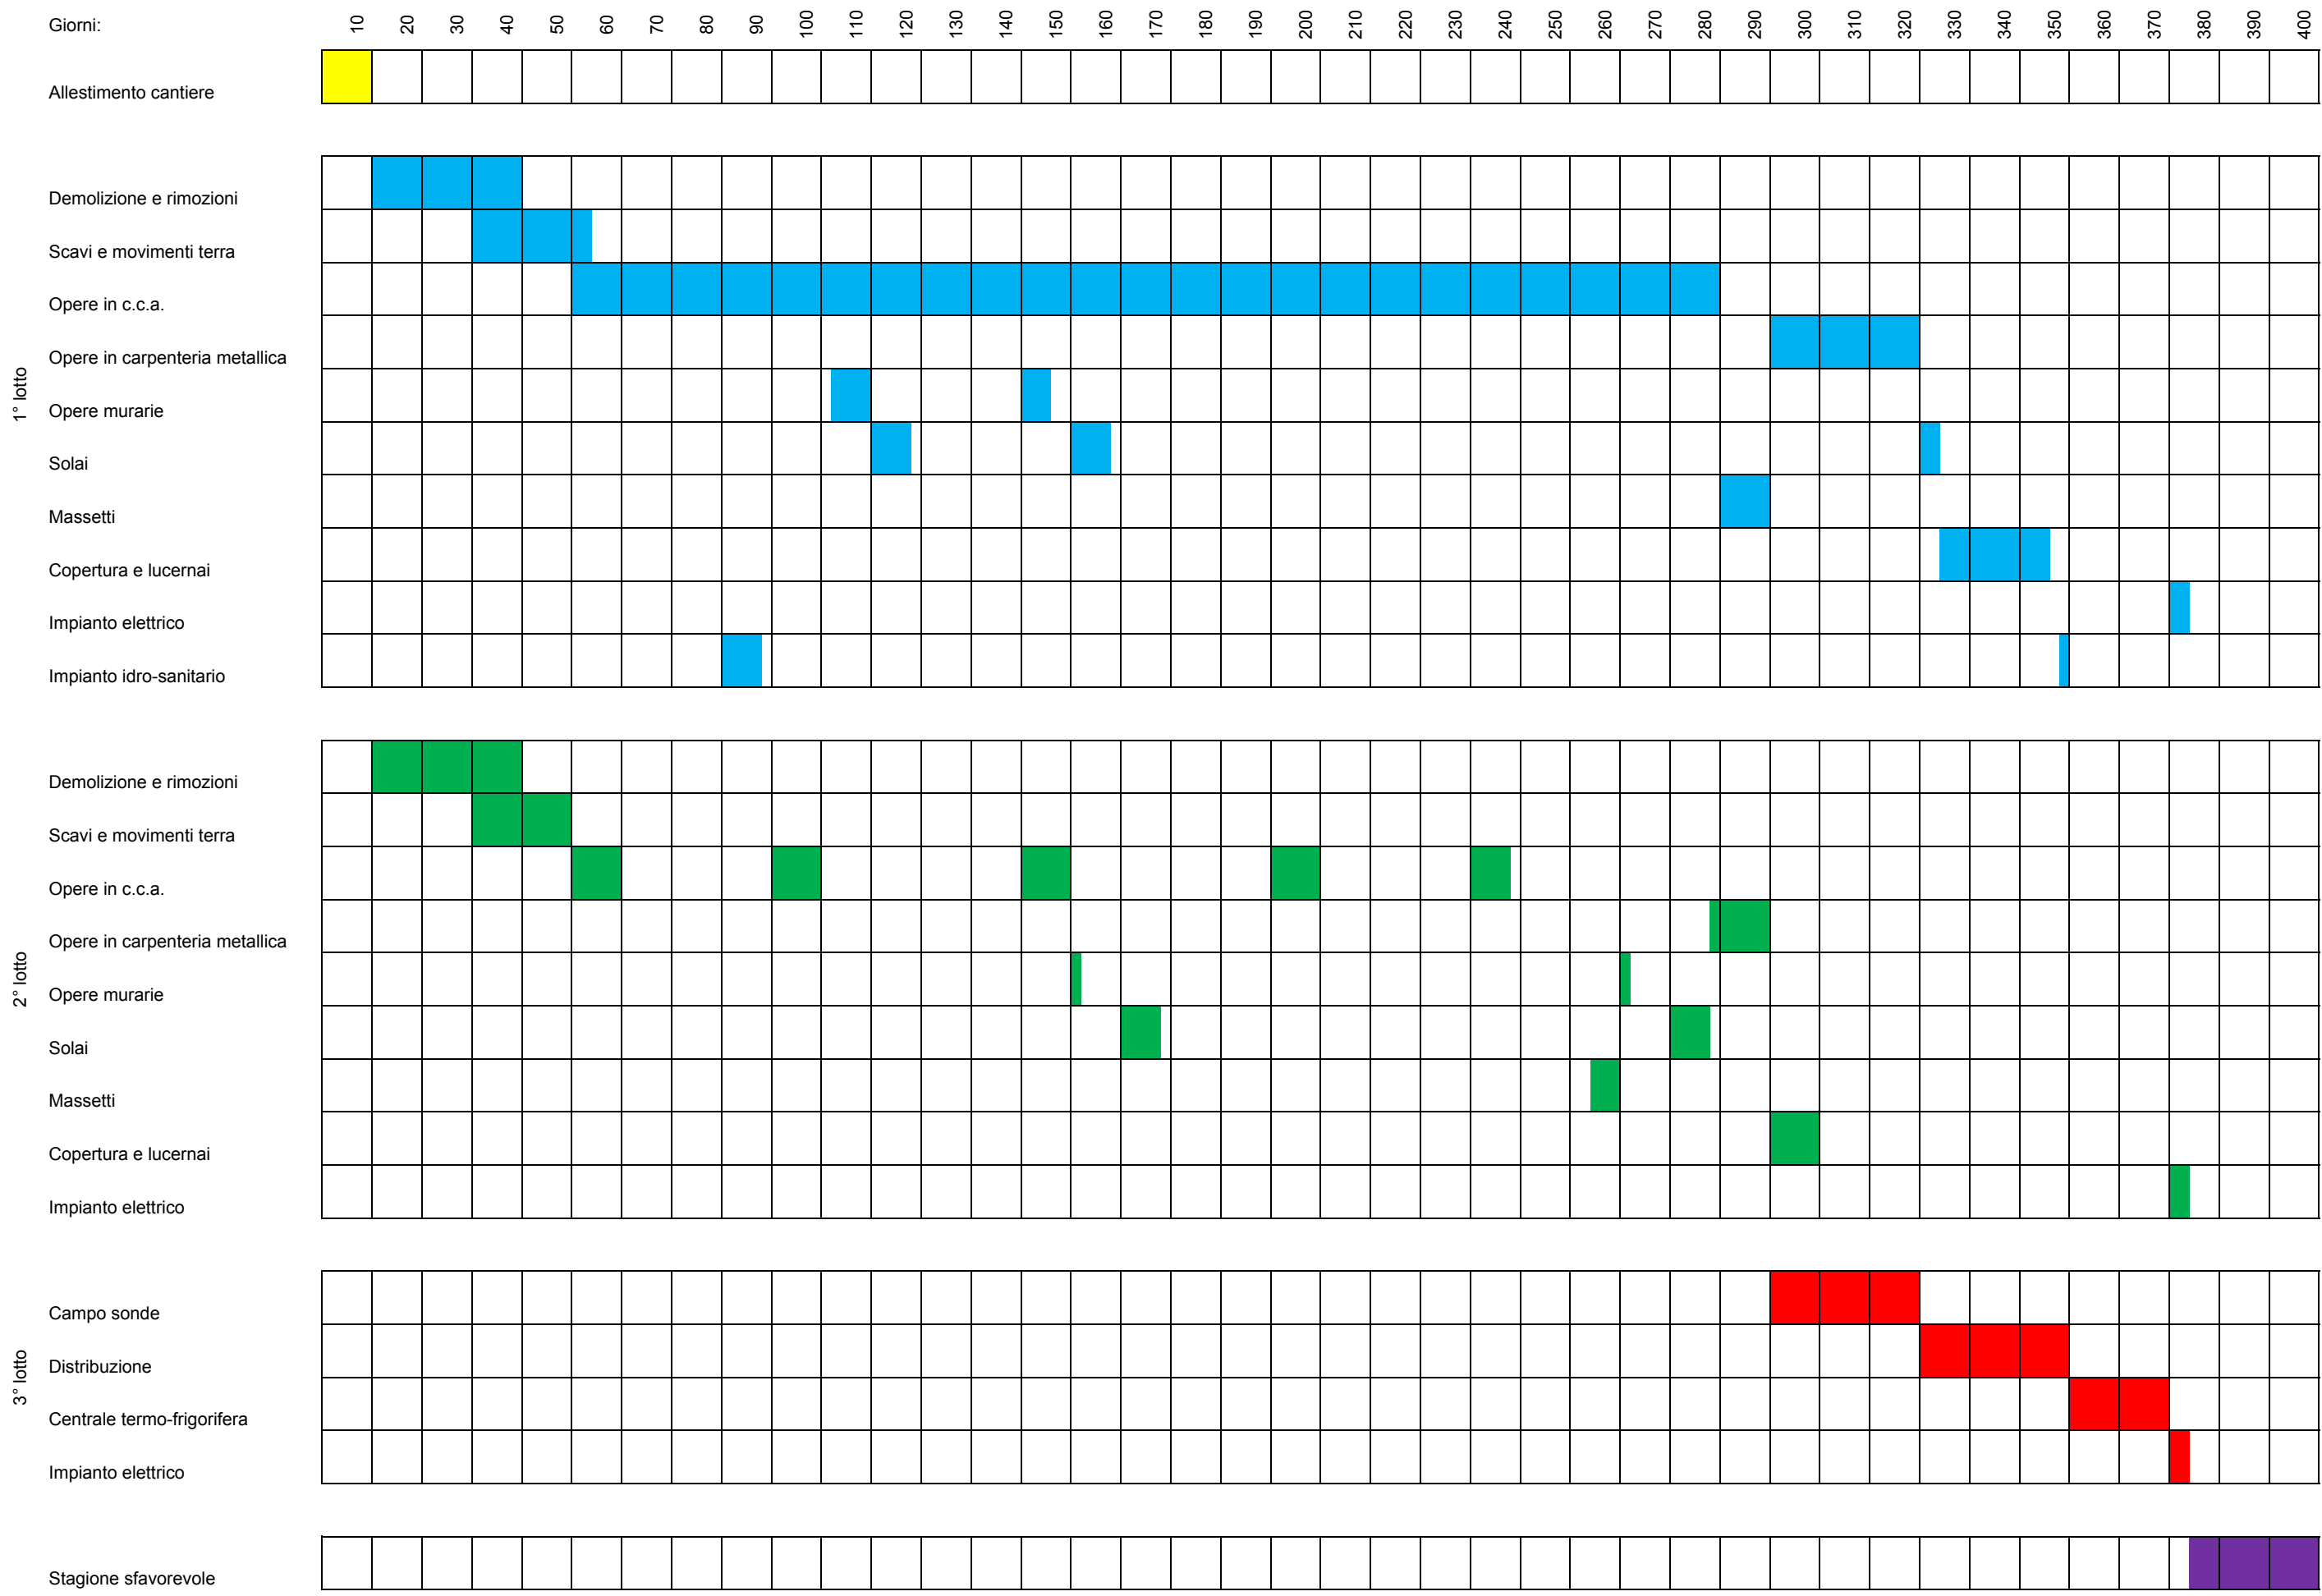 Giorni: 10 20 30 40 50 60 70 80 90 100 110 120 130 140 150 160 170 180 190 200 210 220 230 240 250 260 270 280 290 300 310 320 330 340 350 360 370 380 390 400
Allestimento cantiere
1° lotto
Demolizione e rimozioni
Scavi e movimenti terra
Opere in c.c.a.
Opere in carpenteria metallica
Opere murarie
Solai
Massetti
Copertura e lucernai
Impianto elettrico
Impianto idro-sanitario
2° lotto
Demolizione e rimozioni
Scavi e movimenti terra
Opere in c.c.a.
Opere in carpenteria metallica
Opere murarie
Solai
Massetti
Copertura e lucernai
Impianto elettrico
3° lotto
Campo sonde
Distribuzione
Centrale termo-frigorifera
Impianto elettrico
Stagione sfavorevole